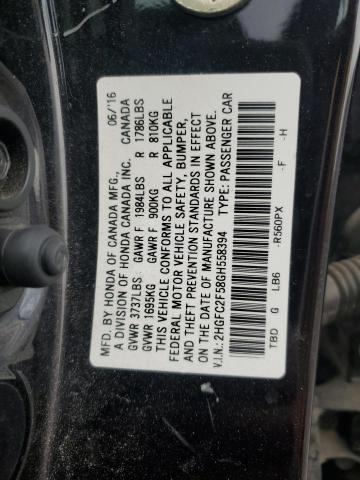 MFD. BY HONDA OF CANADA MFG., 06/'16
A DIVISION OF HONDA CANADA INC. CANADA
GVWR 3737LBS GAWR F 1984LBS R 1786LBS
GVWR 1695KG GAWR F 900KG R 810KG
THIS VEHICLE CONFORMS TO ALL APPLICABLE
FEDERAL MOTOR VEHICLE SAFETY, BUMPER,
AND THEFT PREVENTION STANDARDS IN EFFECT
ON THE DATE OF MANUFACTURE SHOWN ABOVE.
V.I.N.: 2HGFC2F58GH558394 TYPE: PASSENGER CAR
TBD G LB6 -R560PX -F -H